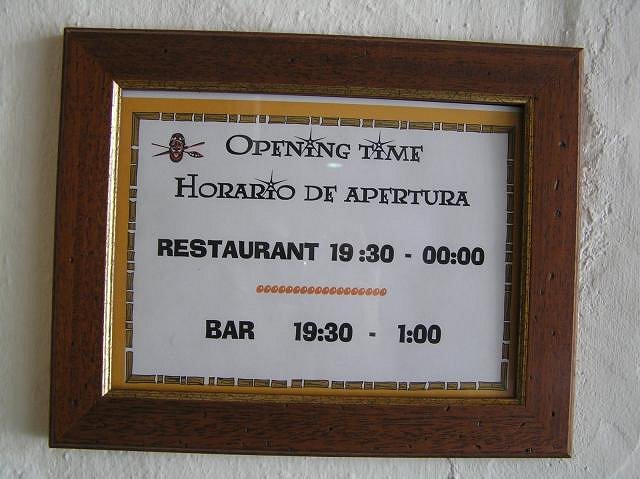 OPENING TIME
HORARIO DE APERTURA
RESTAURANT 19:30 - 00:00
BAR 19:30 - 1:00